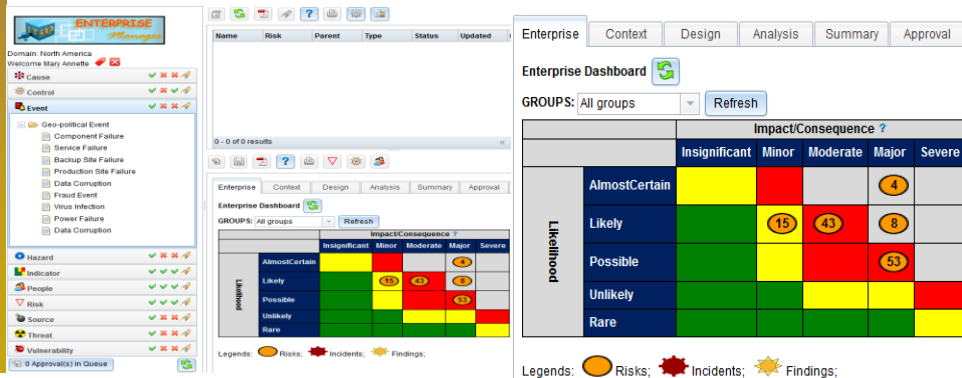 ENTERPRISE
Manager
Domain: North America
Welcome Mary Annette
Cause
Control
Event
Geo-political Event
Component Failure
Service Failure
Backup Site Failure
Production Site Failure
Data Corruption
Fraud Event
Virus Infection
Power Failure
Data Corruption
Hazard
Indicator
People
Risk
Source
Threat
Vulnerability
0 Approval(s) in Queue
Name Risk Parent Type Status Updated
0 - 0 of 0 results
Enterprise Context Design Analysis Summary Approval
Enterprise Dashboard
GROUPS: All groups Refresh
Impact/Consequence ?
Insignificant Minor Moderate Major Severe
Likelihood
AlmostCertain 4
Likely 15 43 8
Possible 53
Unlikely
Rare
Legends: Risks; Incidents; Findings;
Enterprise Context Design Analysis Summary Approval
Enterprise Dashboard
GROUPS: All groups Refresh
Impact/Consequence ?
Insignificant Minor Moderate Major Severe
Likelihood
AlmostCertain 4
Likely 15 43 8
Possible 53
Unlikely
Rare
Legends: Risks; Incidents; Findings;